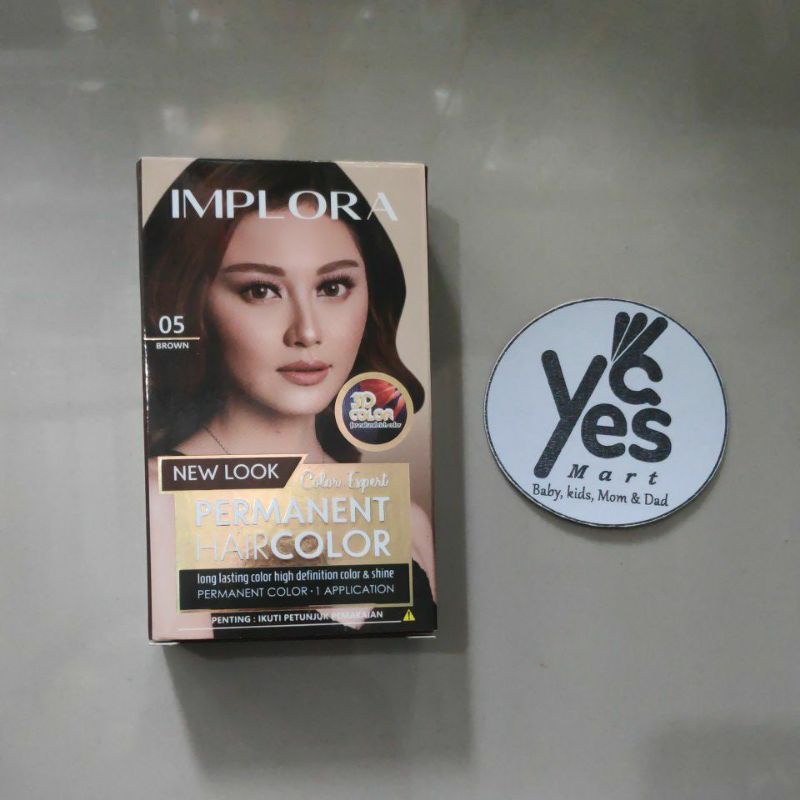 IMPLORA
05
BROWN
3D
COLOR
NEW LOOK
Color Expert
PERMANENT
HAIRCOLOR
long lasting color high definition color & shine
PERMANENT COLOR · 1 APPLICATION
PENTING : IKUTI PETUNJUK PEMAKAIAN
Yes
Mart
Baby, kids, Mom & Dad